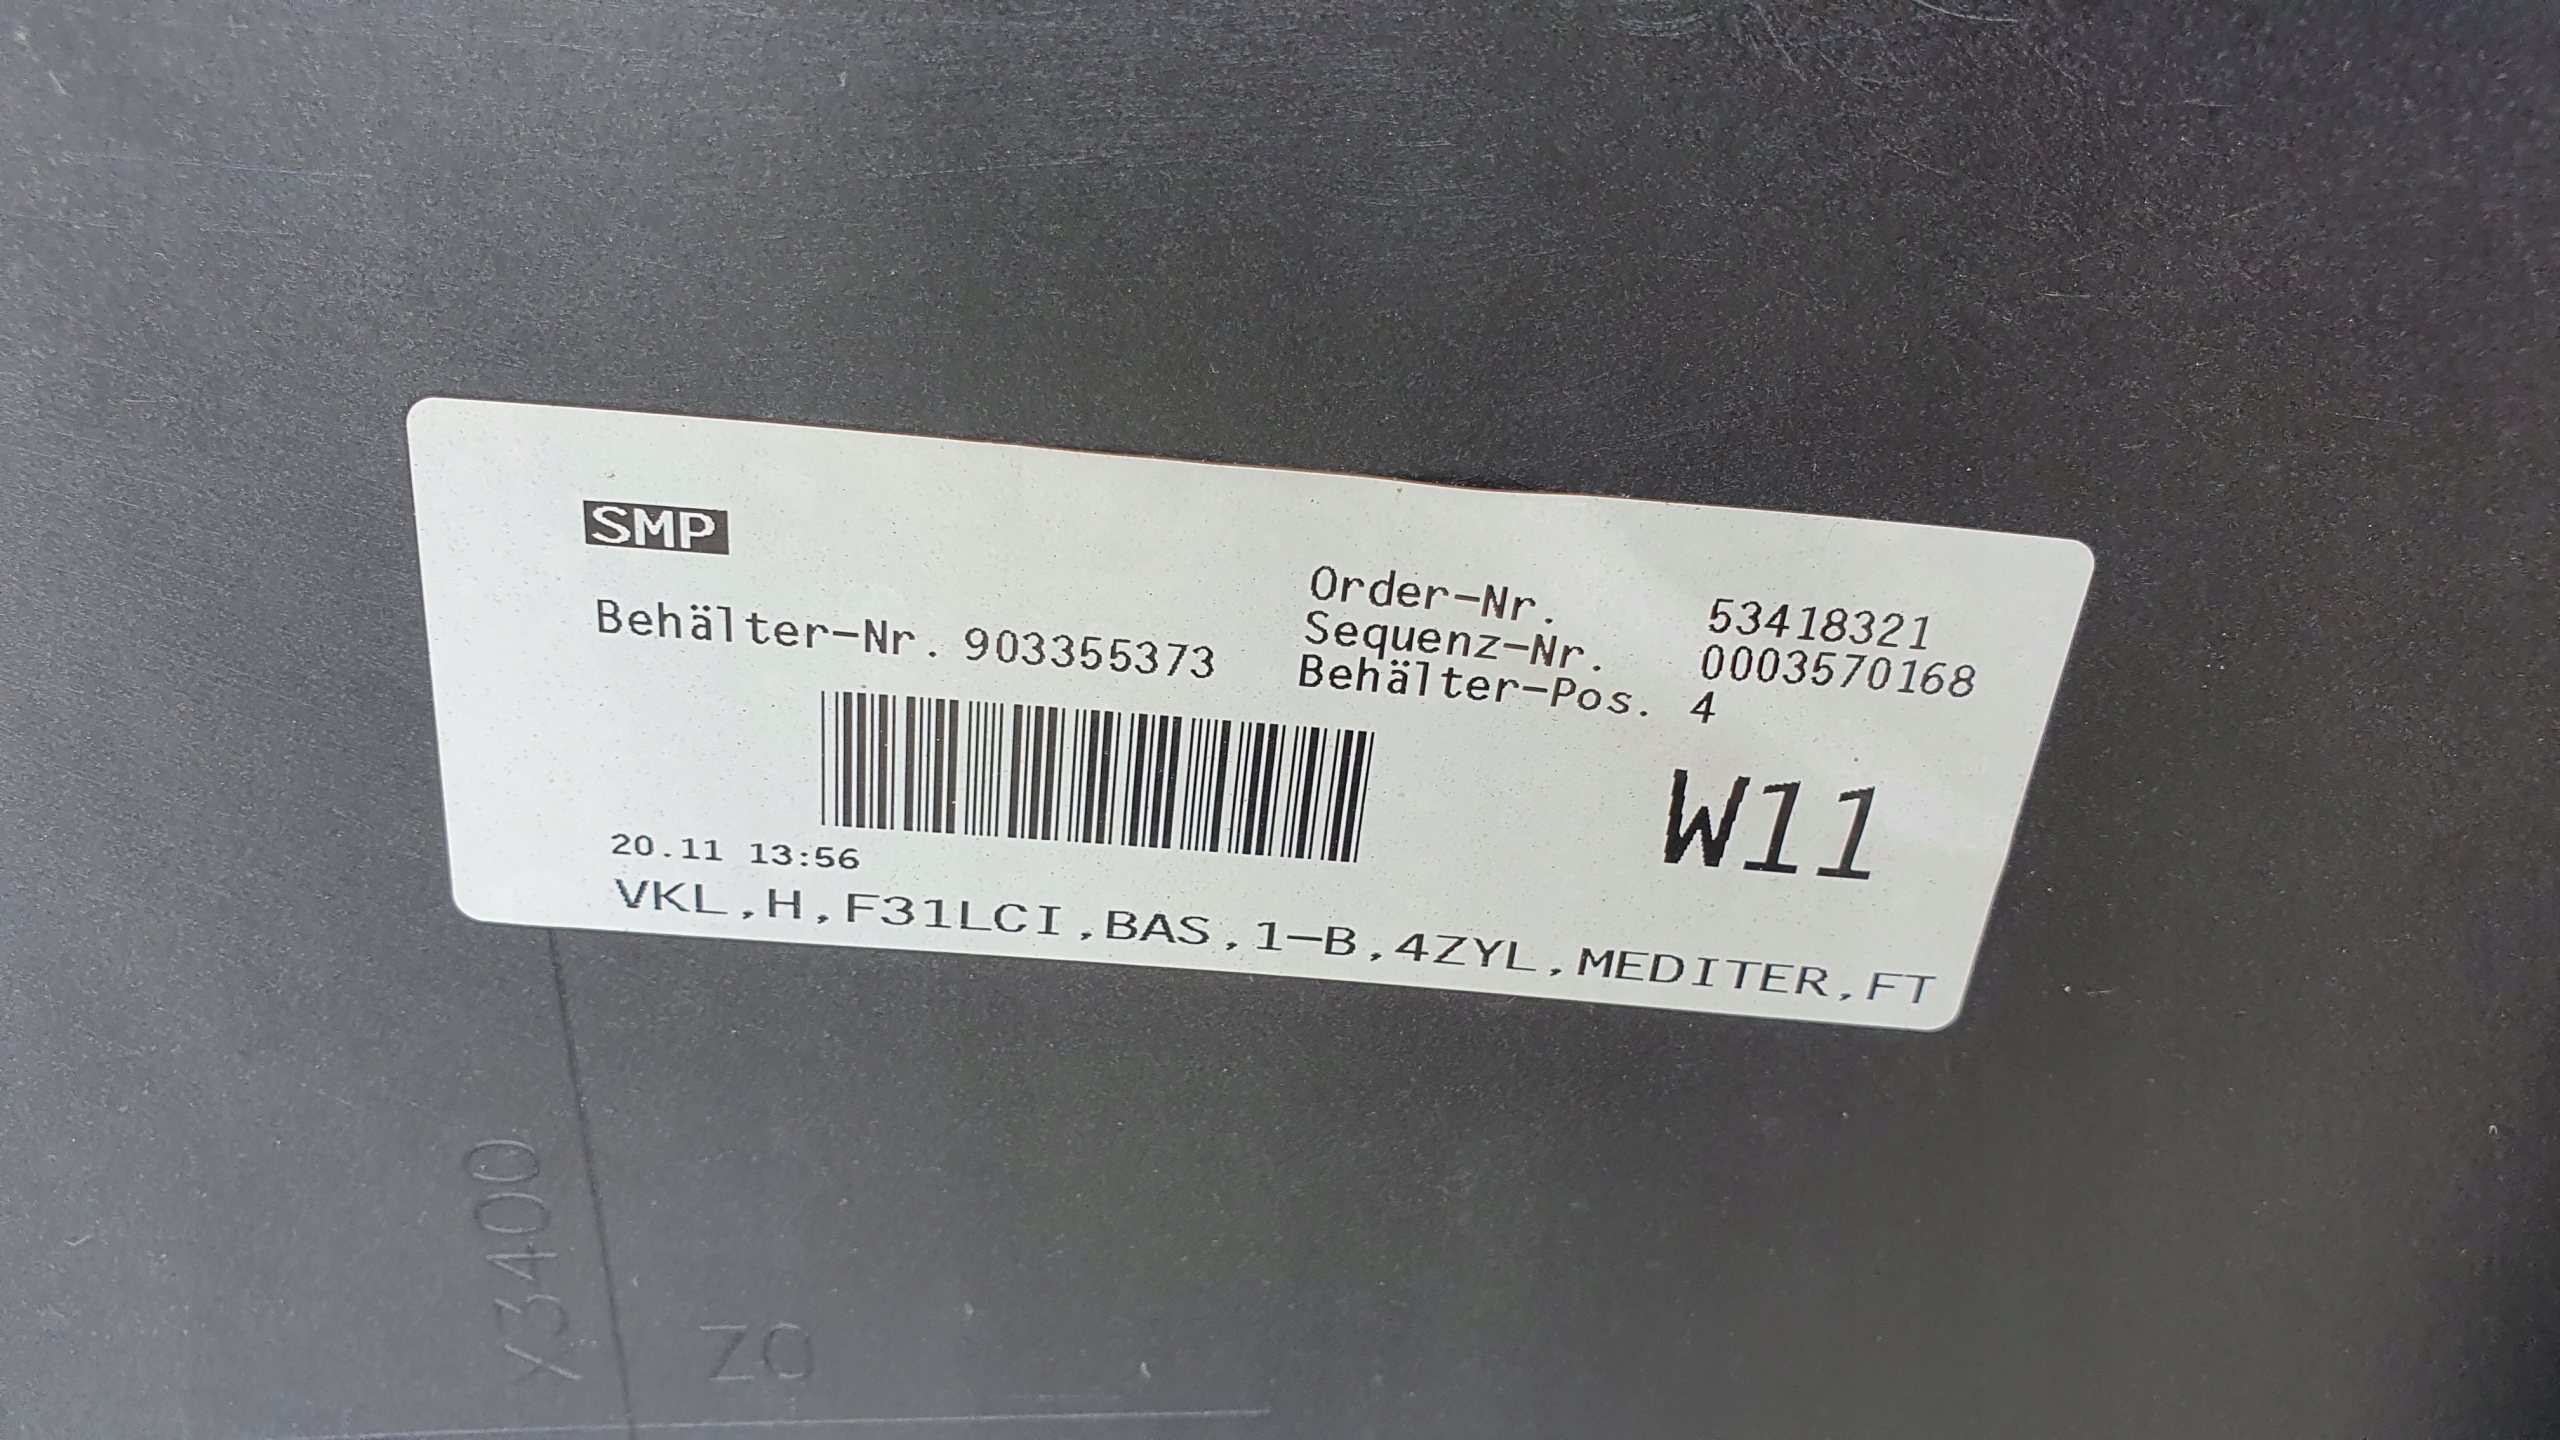 SMP
Behälter-Nr. 903355373
Order-Nr. 53418321
Sequenz-Nr. 0003570168
Behälter-Pos. 4
W11
20.11 13:56
VKL,H,F31LCI,BAS,1-B,4ZYL,MEDITER,FT
X3400
Z0